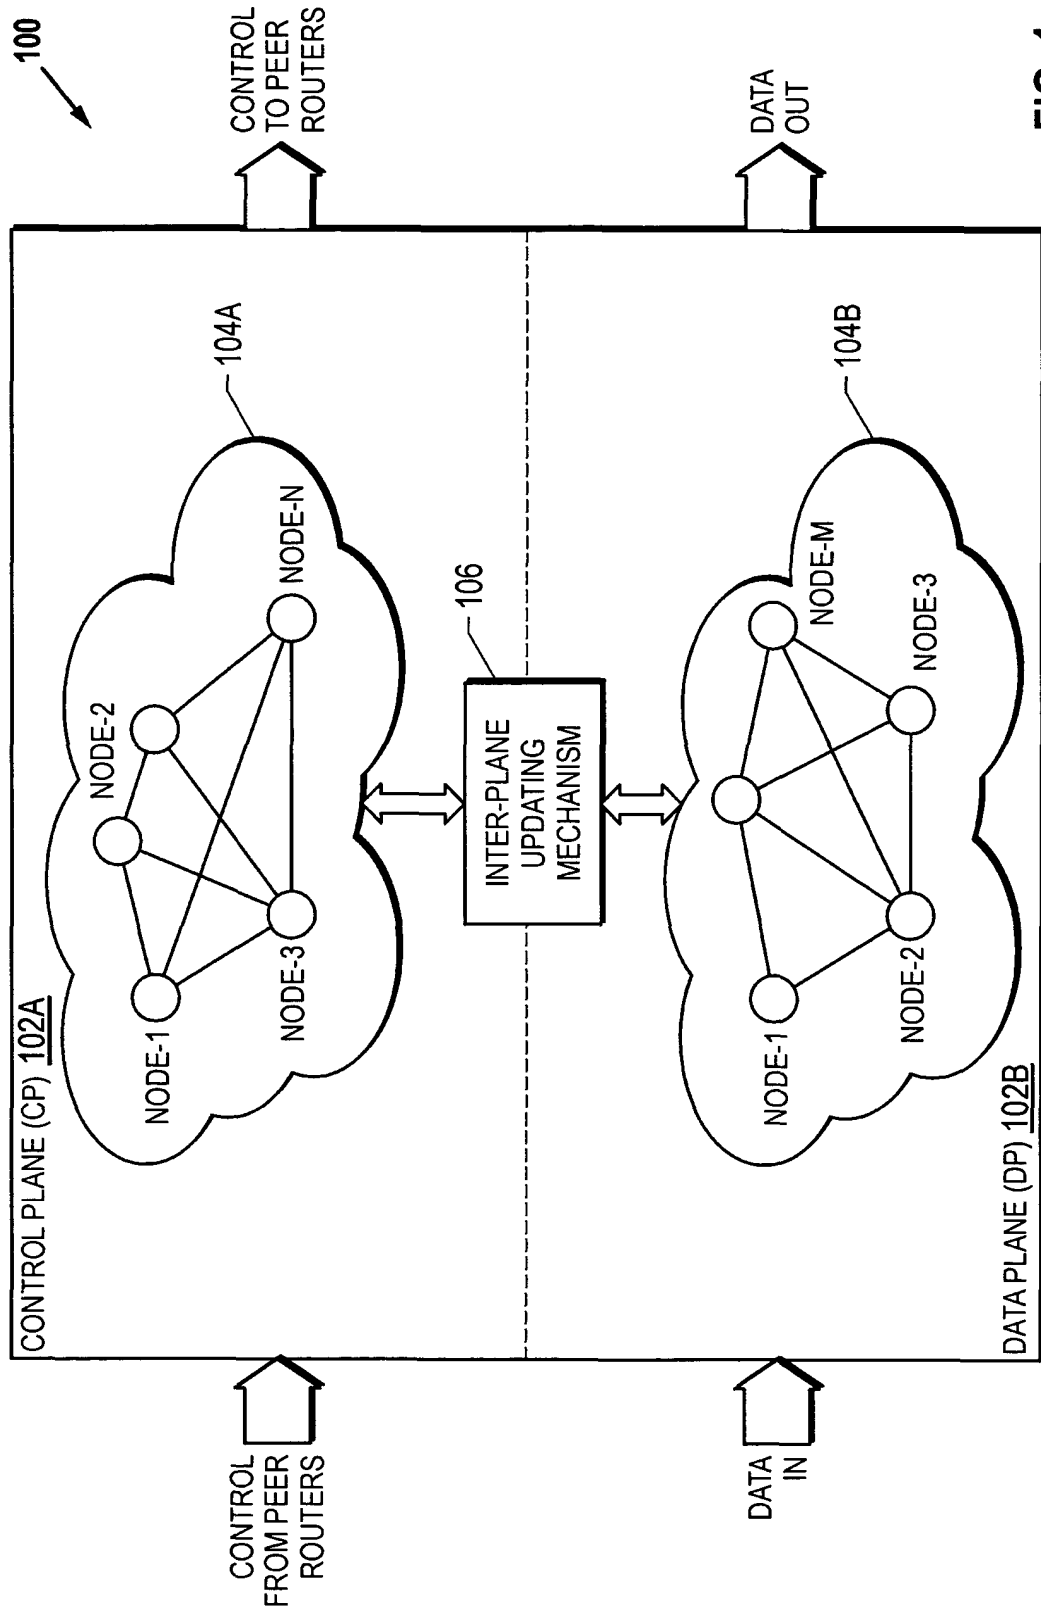 100
CONTROL PLANE (CP) 102A
104A
NODE-1
NODE-2
NODE-3
NODE-N
CONTROL
FROM PEER
ROUTERS
CONTROL
TO PEER
ROUTERS
106
INTER-PLANE
UPDATING
MECHANISM
104B
NODE-M
NODE-1
NODE-2
NODE-3
DATA
IN
DATA
OUT
DATA PLANE (DP) 102B